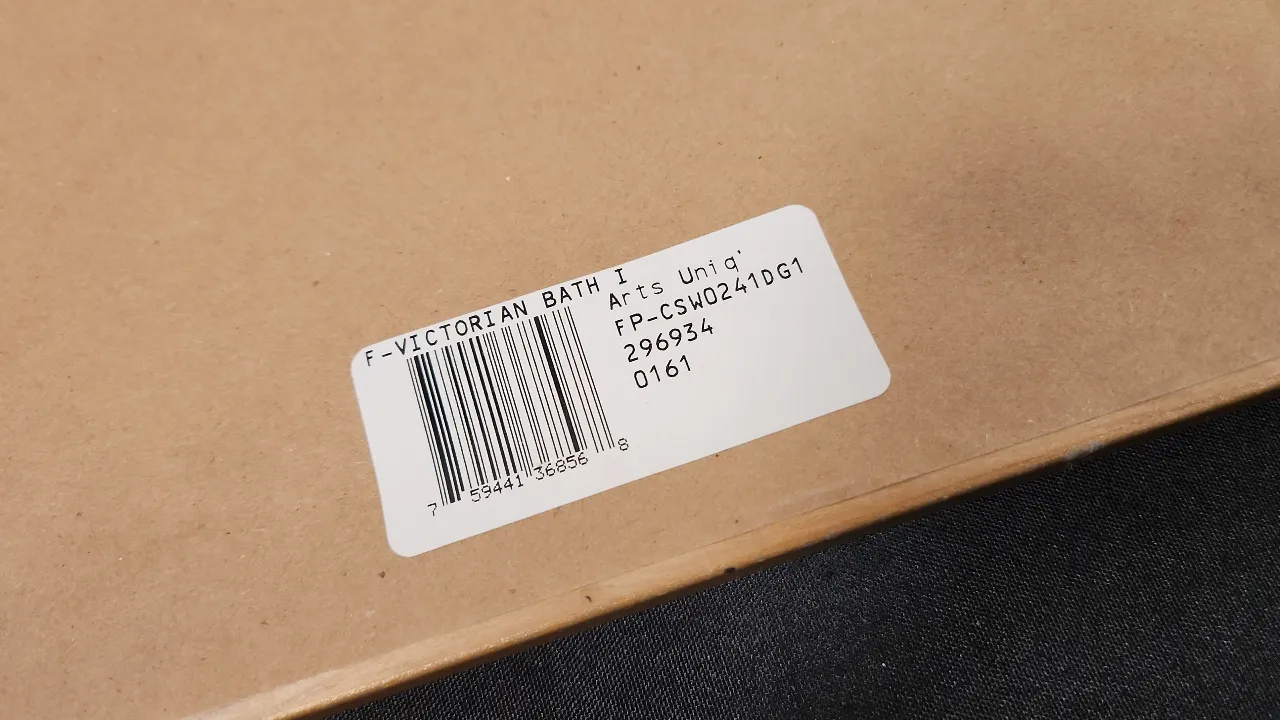 F-VICTORIAN BATH I
Arts Uniq'
FP-CSW0241DG1
296934
0161
7 59441 36856 8